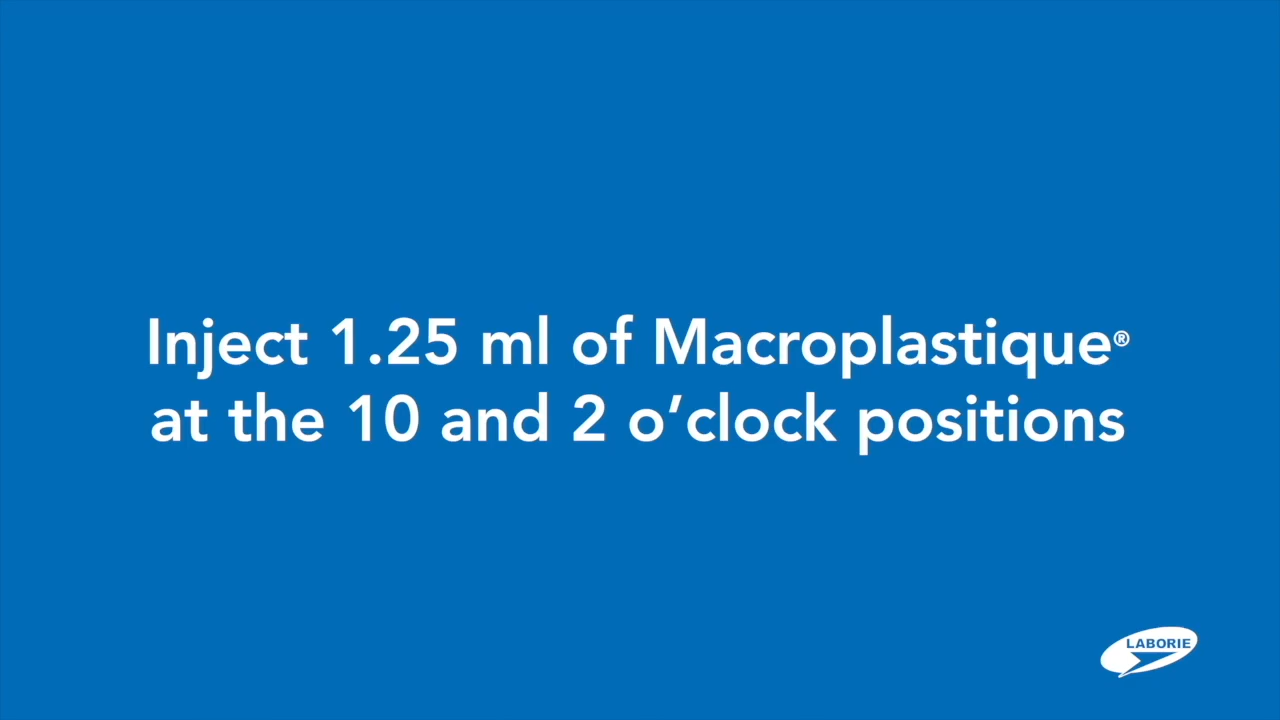 Inject 1.25 ml of Macroplastique®
at the 10 and 2 o’clock positions
LABORIE